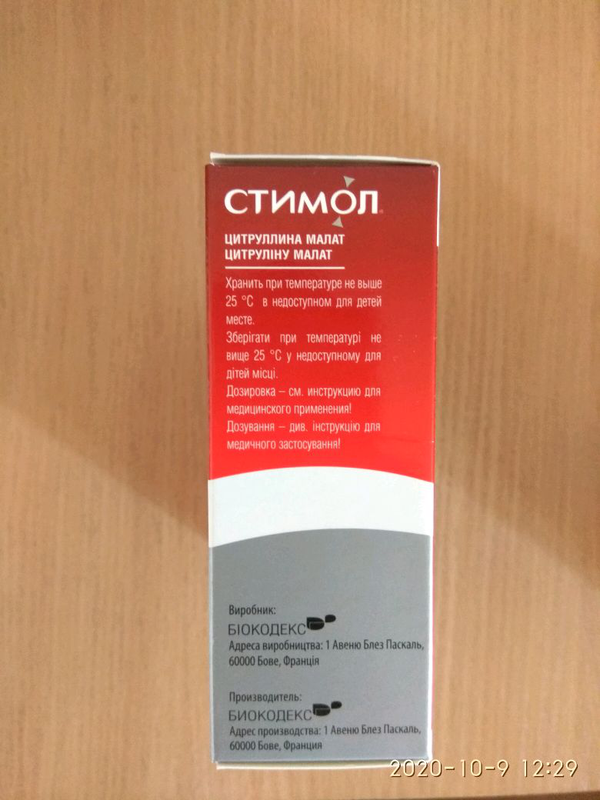 СТИМОЛ
ЦИТРУЛЛИНА МАЛАТ
ЦИТРУЛІНУ МАЛАТ
Хранить при температуре не выше
25 °C в недоступном для детей
месте.
Зберігати при температурі не
вище 25 °C у недоступному для
дітей місці.
Дозировка – см. инструкцию для
медицинского применения!
Дозування – див. інструкцію для
медичного застосування!
Виробник:
БІОКОДЕКС
Адреса виробництва: 1 Авеню Блез Паскаль,
60000 Бове, Франція
Производитель:
БИОКОДЕКС
Адрес производства: 1 Авеню Блез Паскаль,
60000 Бове, Франция
2020-10-9 12:29